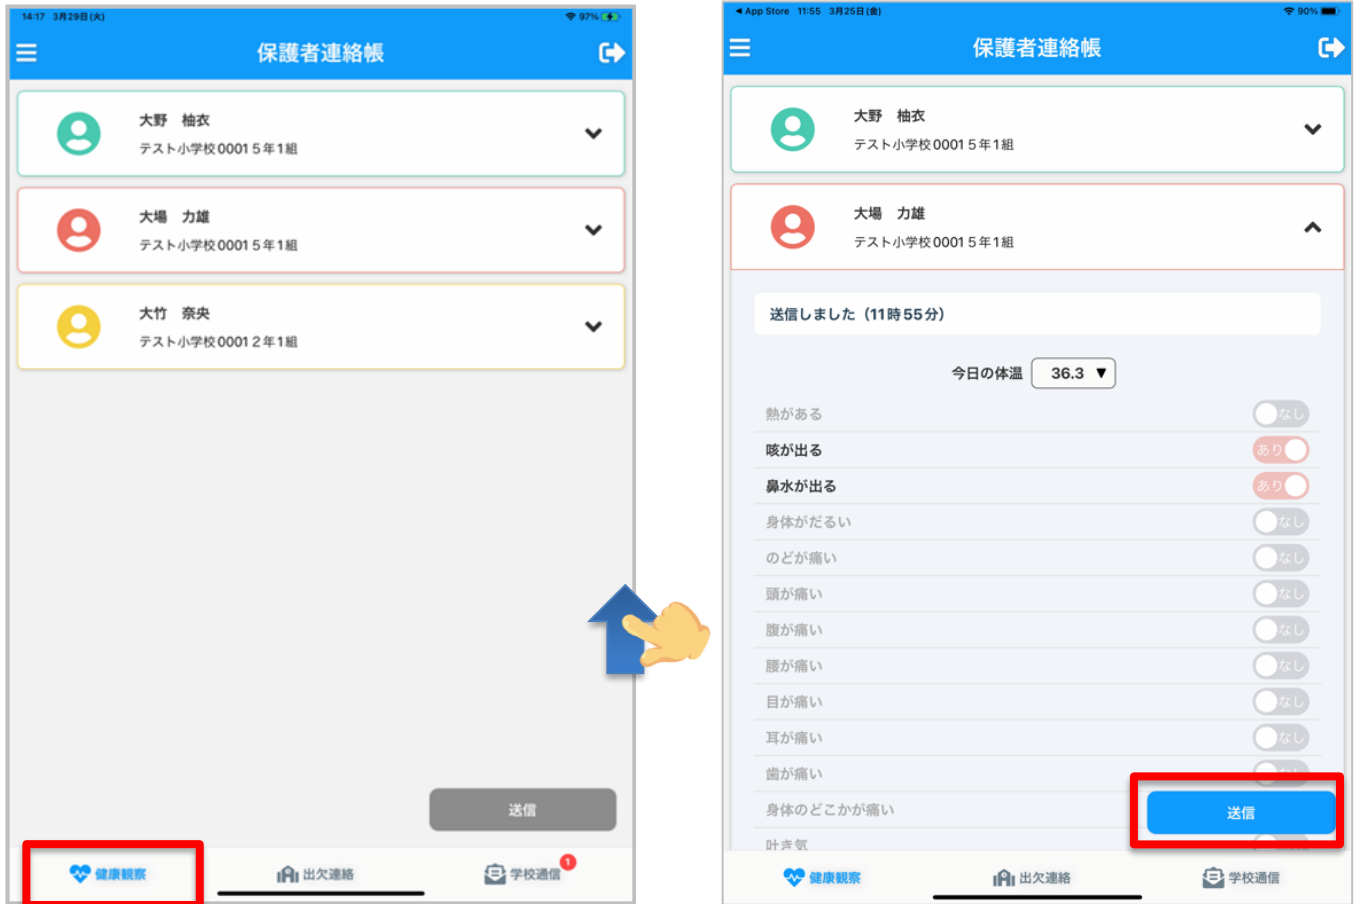 14:17 3月29日(火)
97%
保護者連絡帳
大野 柚衣
テスト小学校0001 5年1組
大場 力雄
テスト小学校0001 5年1組
大竹 奈央
テスト小学校0001 2年1組
送信
健康観察
出欠連絡
学校通信
1
App Store 11:55 3月25日(金)
90%
保護者連絡帳
大野 柚衣
テスト小学校0001 5年1組
大場 力雄
テスト小学校0001 5年1組
送信しました(11時55分)
今日の体温 36.3 ▼
熱がある なし
咳が出る あり
鼻水が出る あり
身体がだるい なし
のどが痛い なし
頭が痛い なし
腹が痛い なし
腰が痛い なし
目が痛い なし
耳が痛い なし
歯が痛い なし
身体のどこかが痛い
送信
吐き気
健康観察
出欠連絡
学校通信